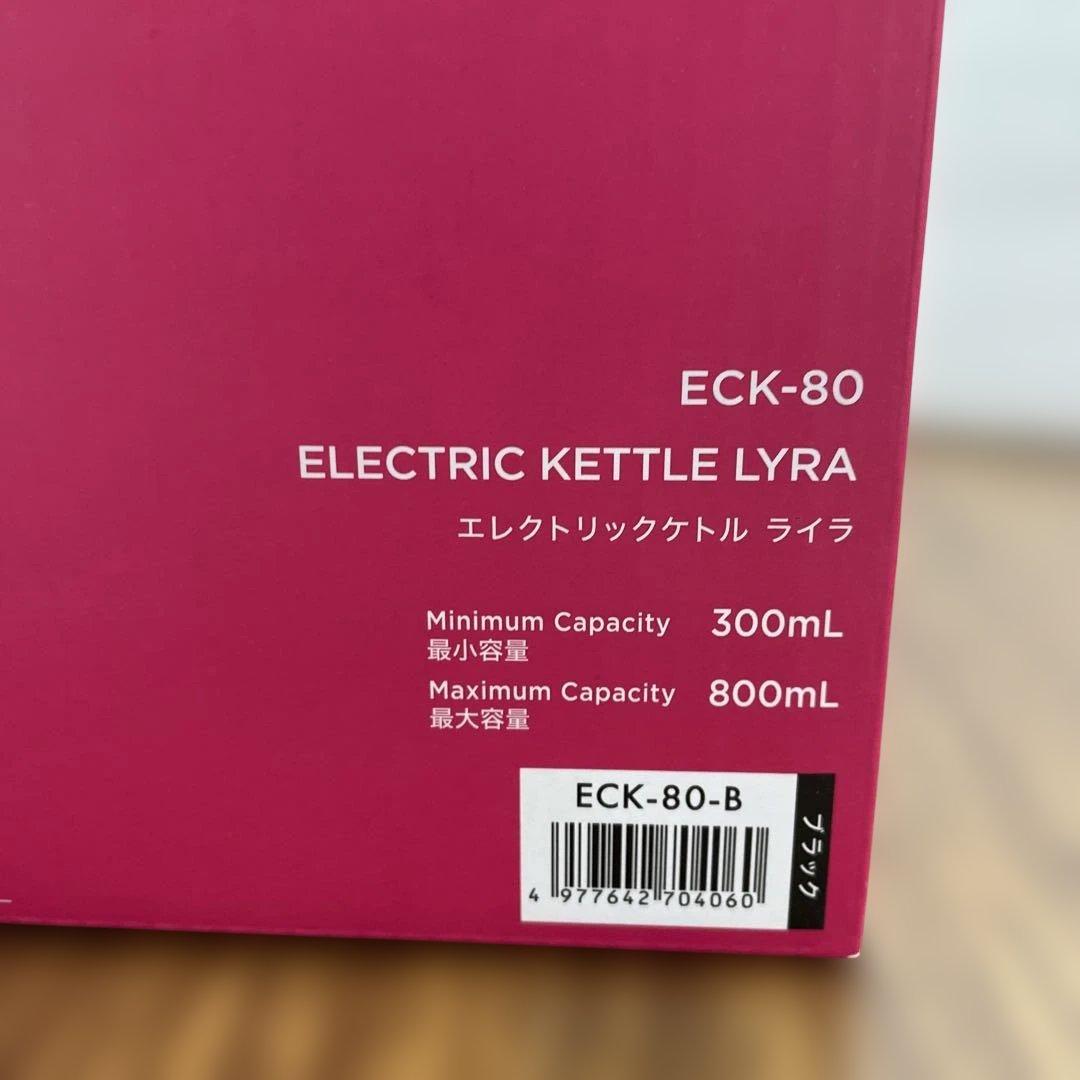 ECK-80
ELECTRIC KETTLE LYRA
エレクトリックケトル ライラ
Minimum Capacity 300mL
最小容量
Maximum Capacity 800mL
最大容量
ECK-80-B
ブラック
4 977642 704060